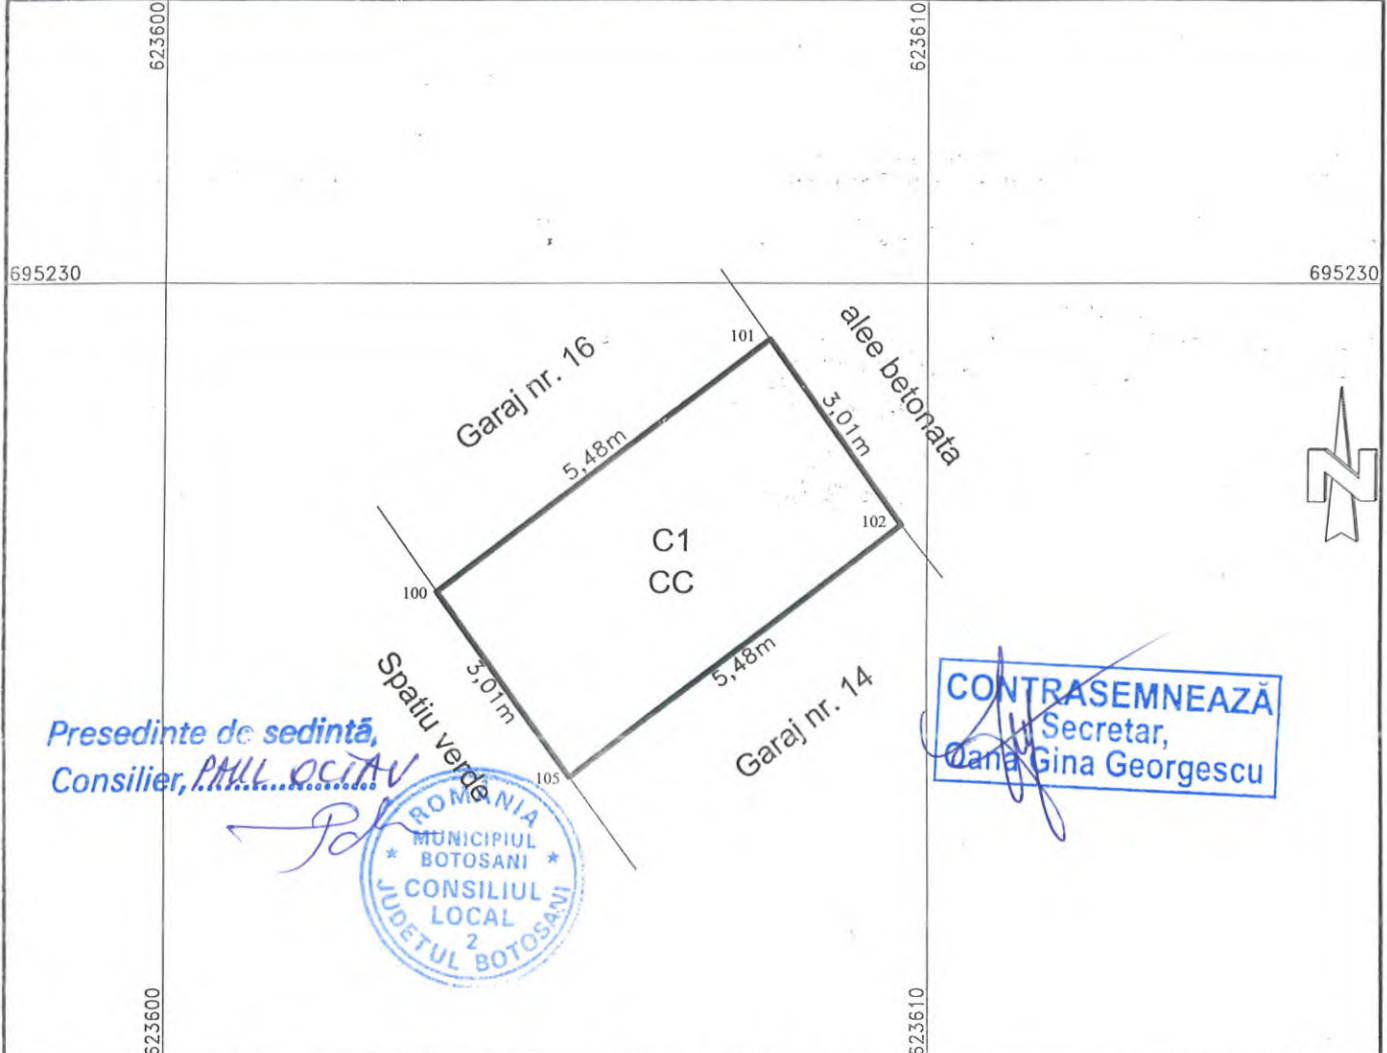 623600
623610
695230
695230
101
alee betonata
Garaj nr. 16
3,01m
5,48m
102
C1
CC
100
5,48m
3,01m
Spatiu verde
Garaj nr. 14
105
CONTRASEMNEAZĂ
Secretar,
Oana Gina Georgescu
Presedinte de sedintă,
Consilier, PAUL OCTAV
ROMÂNIA
MUNICIPIUL
BOTOSANI
CONSILIUL
LOCAL
2
JUDETUL BOTOSANI
N
623600
623610